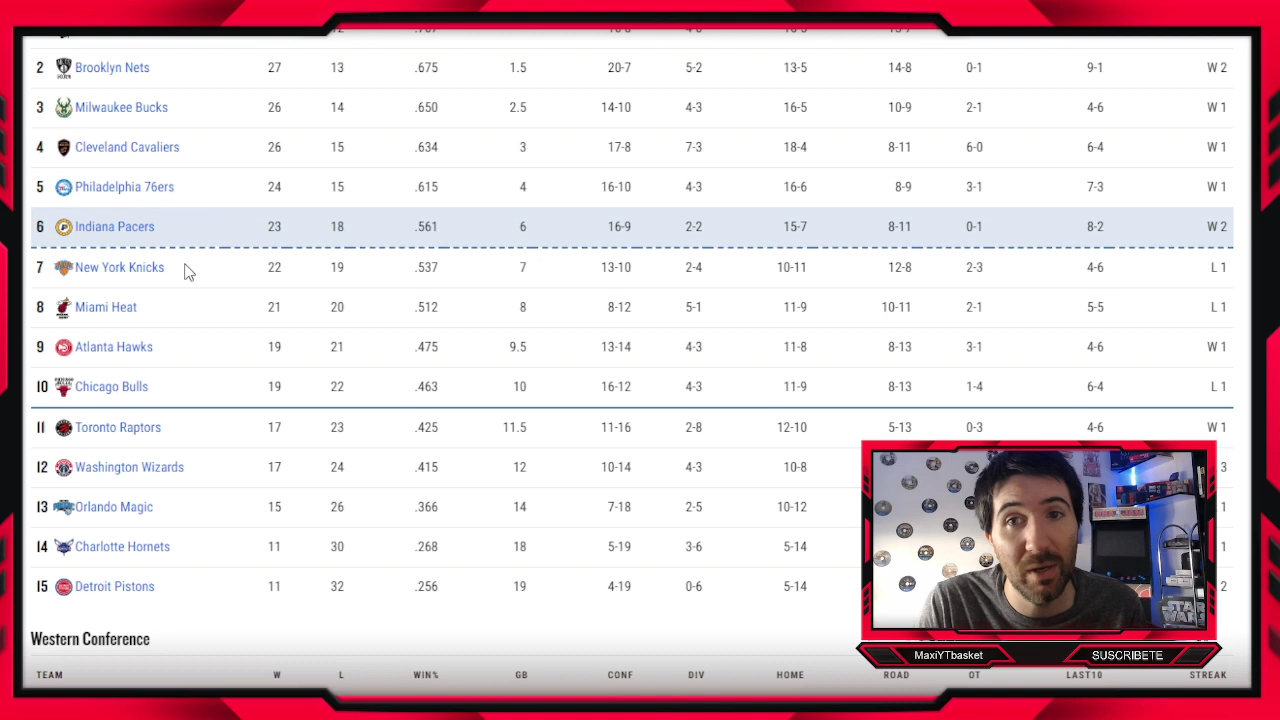 2 Brooklyn Nets 27 13 .675 1.5 20-7 5-2 13-5 14-8 0-1 9-1 W 2
3 Milwaukee Bucks 26 14 .650 2.5 14-10 4-3 16-5 10-9 2-1 4-6 W 1
4 Cleveland Cavaliers 26 15 .634 3 17-8 7-3 18-4 8-11 6-0 6-4 W 1
5 Philadelphia 76ers 24 15 .615 4 16-10 4-3 16-6 8-9 3-1 7-3 W 1
6 Indiana Pacers 23 18 .561 6 16-9 2-2 15-7 8-11 0-1 8-2 W 2
7 New York Knicks 22 19 .537 7 13-10 2-4 10-11 12-8 2-3 4-6 L 1
8 Miami Heat 21 20 .512 8 8-12 5-1 11-9 10-11 2-1 5-5 L 1
9 Atlanta Hawks 19 21 .475 9.5 13-14 4-3 11-8 8-13 3-1 4-6 W 1
10 Chicago Bulls 19 22 .463 10 16-12 4-3 11-9 8-13 1-4 6-4 L 1
11 Toronto Raptors 17 23 .425 11.5 11-16 2-8 12-10 5-13 0-3 4-6 W 1
12 Washington Wizards 17 24 .415 12 10-14 4-3 10-8 3
13 Orlando Magic 15 26 .366 14 7-18 2-5 10-12 1
14 Charlotte Hornets 11 30 .268 18 5-19 3-6 5-14 1
15 Detroit Pistons 11 32 .256 19 4-19 0-6 5-14 2
Western Conference
MaxiYTbasket SUSCRIBETE
TEAM W L WIN% GB CONF DIV HOME ROAD OT LAST10 STREAK